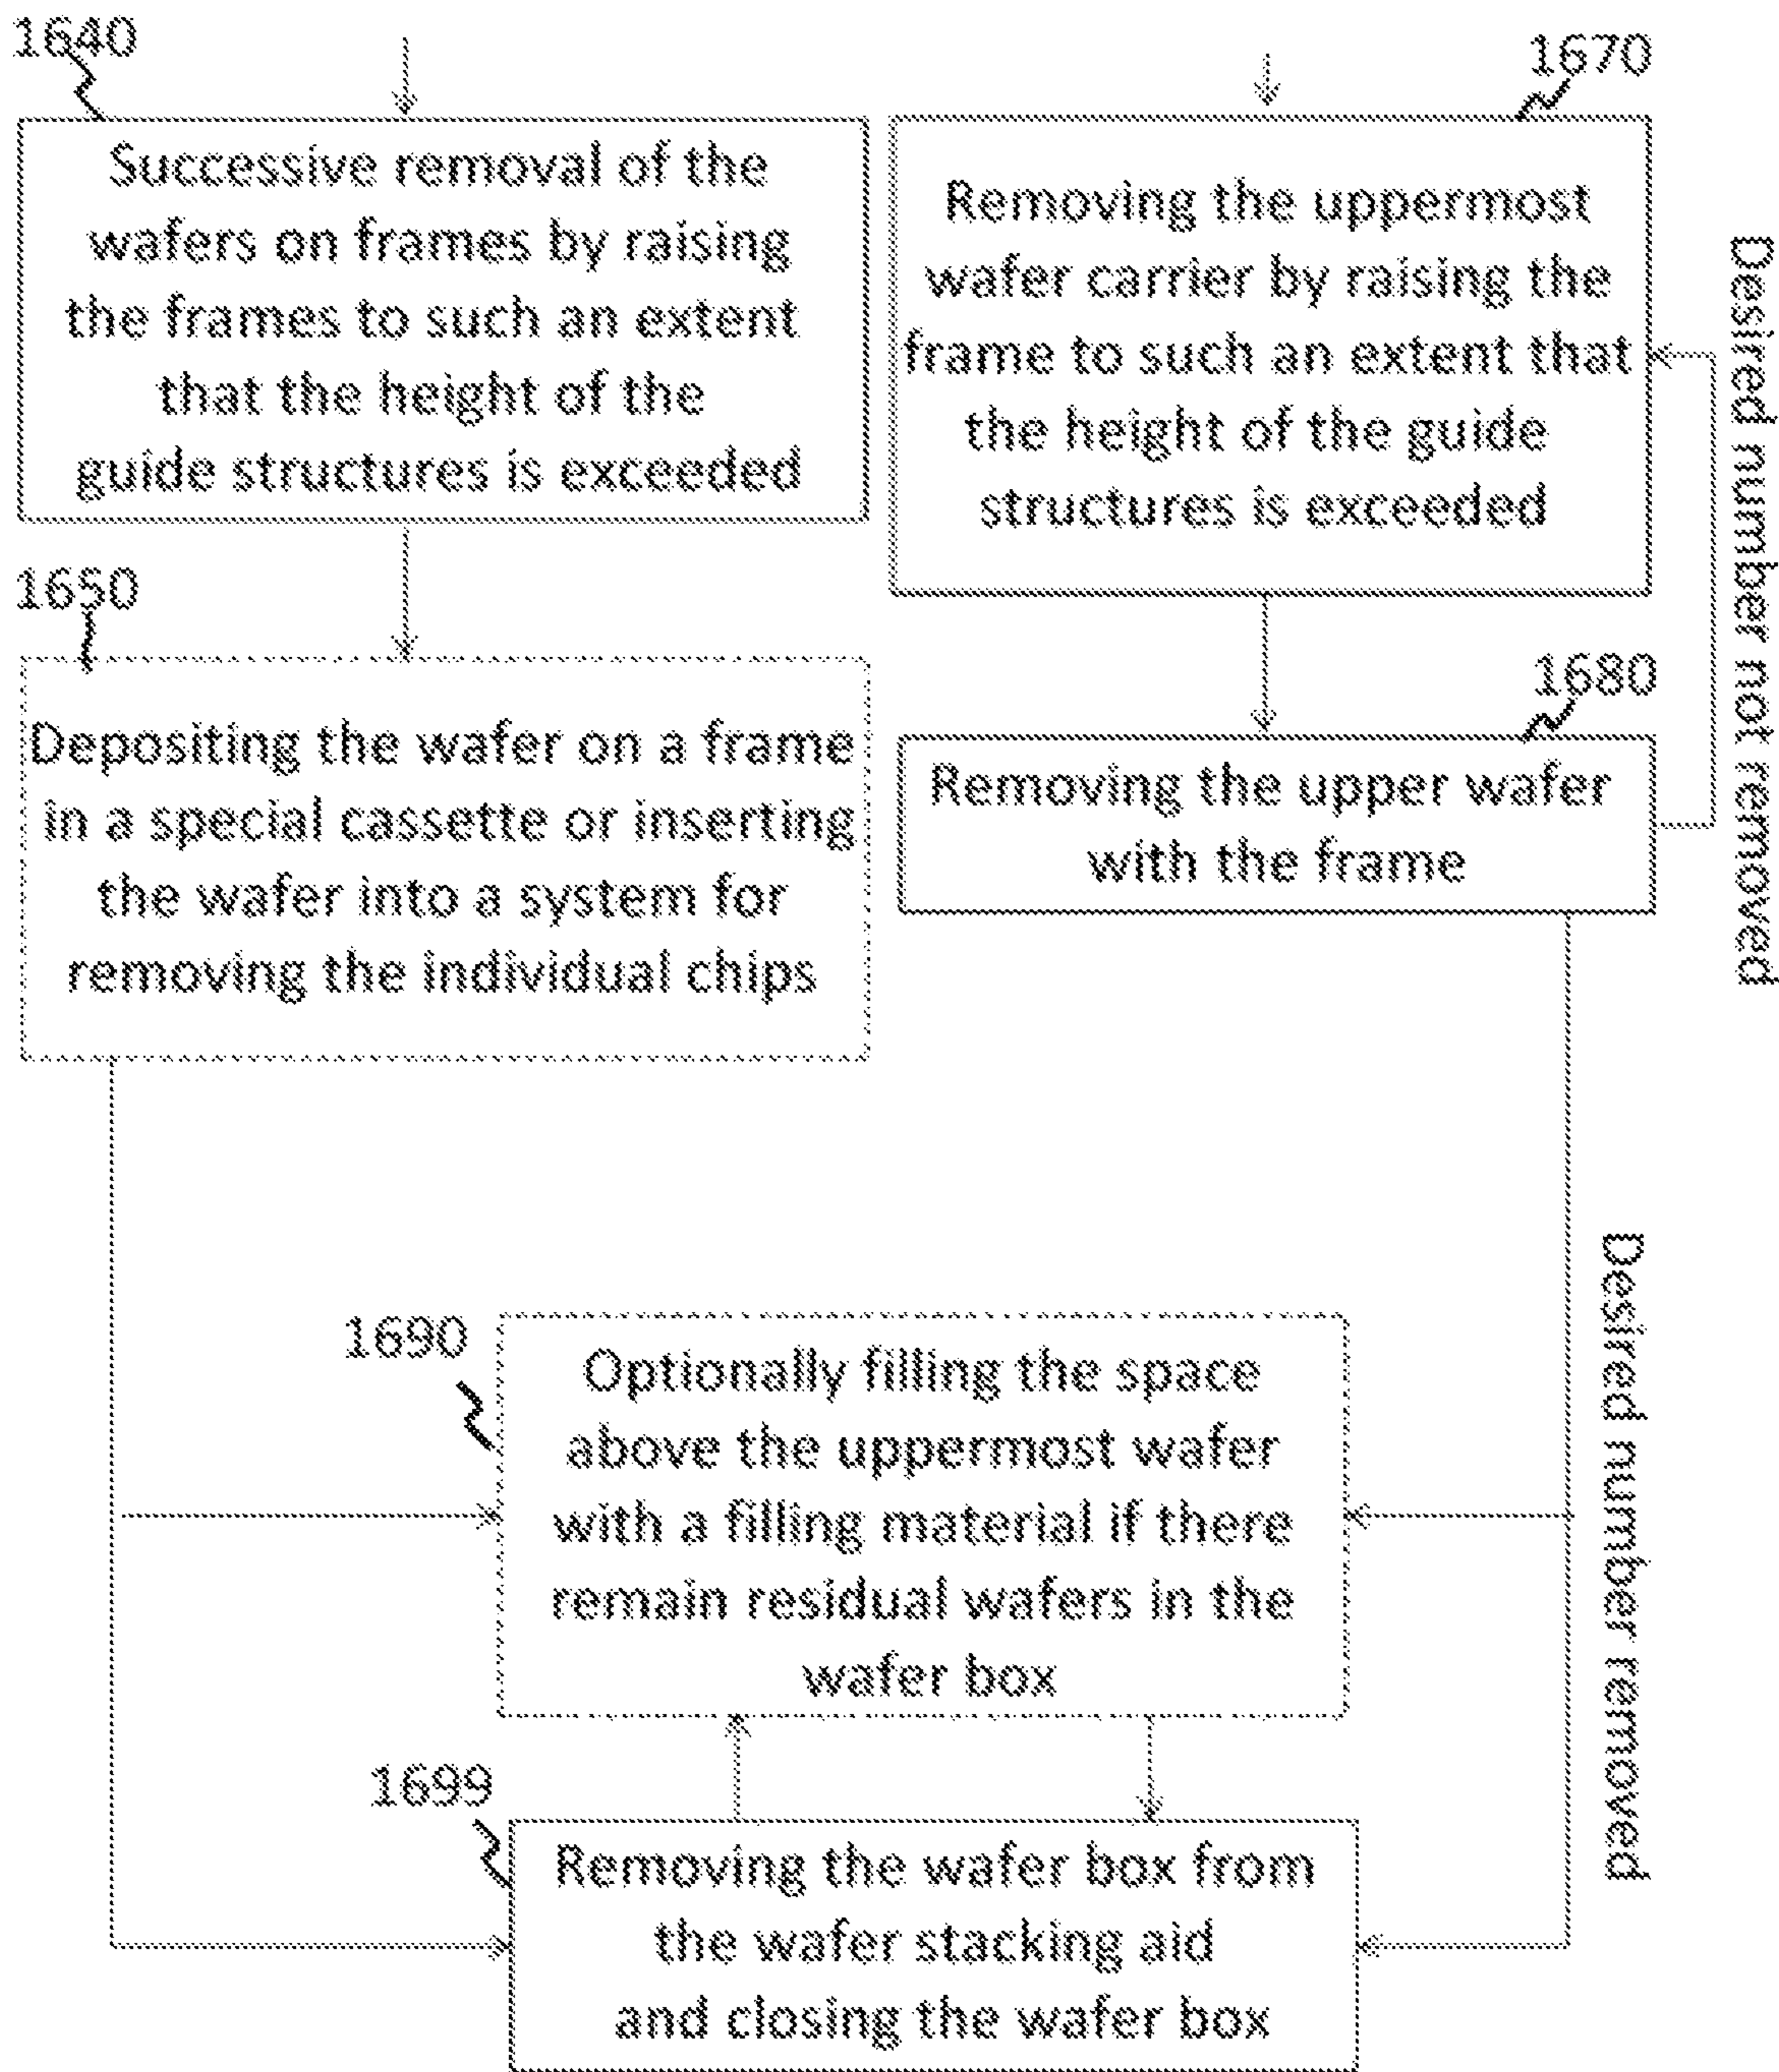 1640
Successive removal of the
wafers on frames by raising
the frames to such an extent
that the height of the
guide structures is exceeded
1670
Removing the uppermost
wafer carrier by raising the
frame to such an extent that
the height of the guide
structures is exceeded
Desired number not removed
1650
Depositing the wafer on a frame
in a special cassette or inserting
the wafer into a system for
removing the individual chips
1680
Removing the upper wafer
with the frame
Desired number removed
1690
Optionally filling the space
above the uppermost wafer
with a filling material if there
remain residual wafers in the
wafer box
1699
Removing the wafer box from
the wafer stacking aid
and closing the wafer box